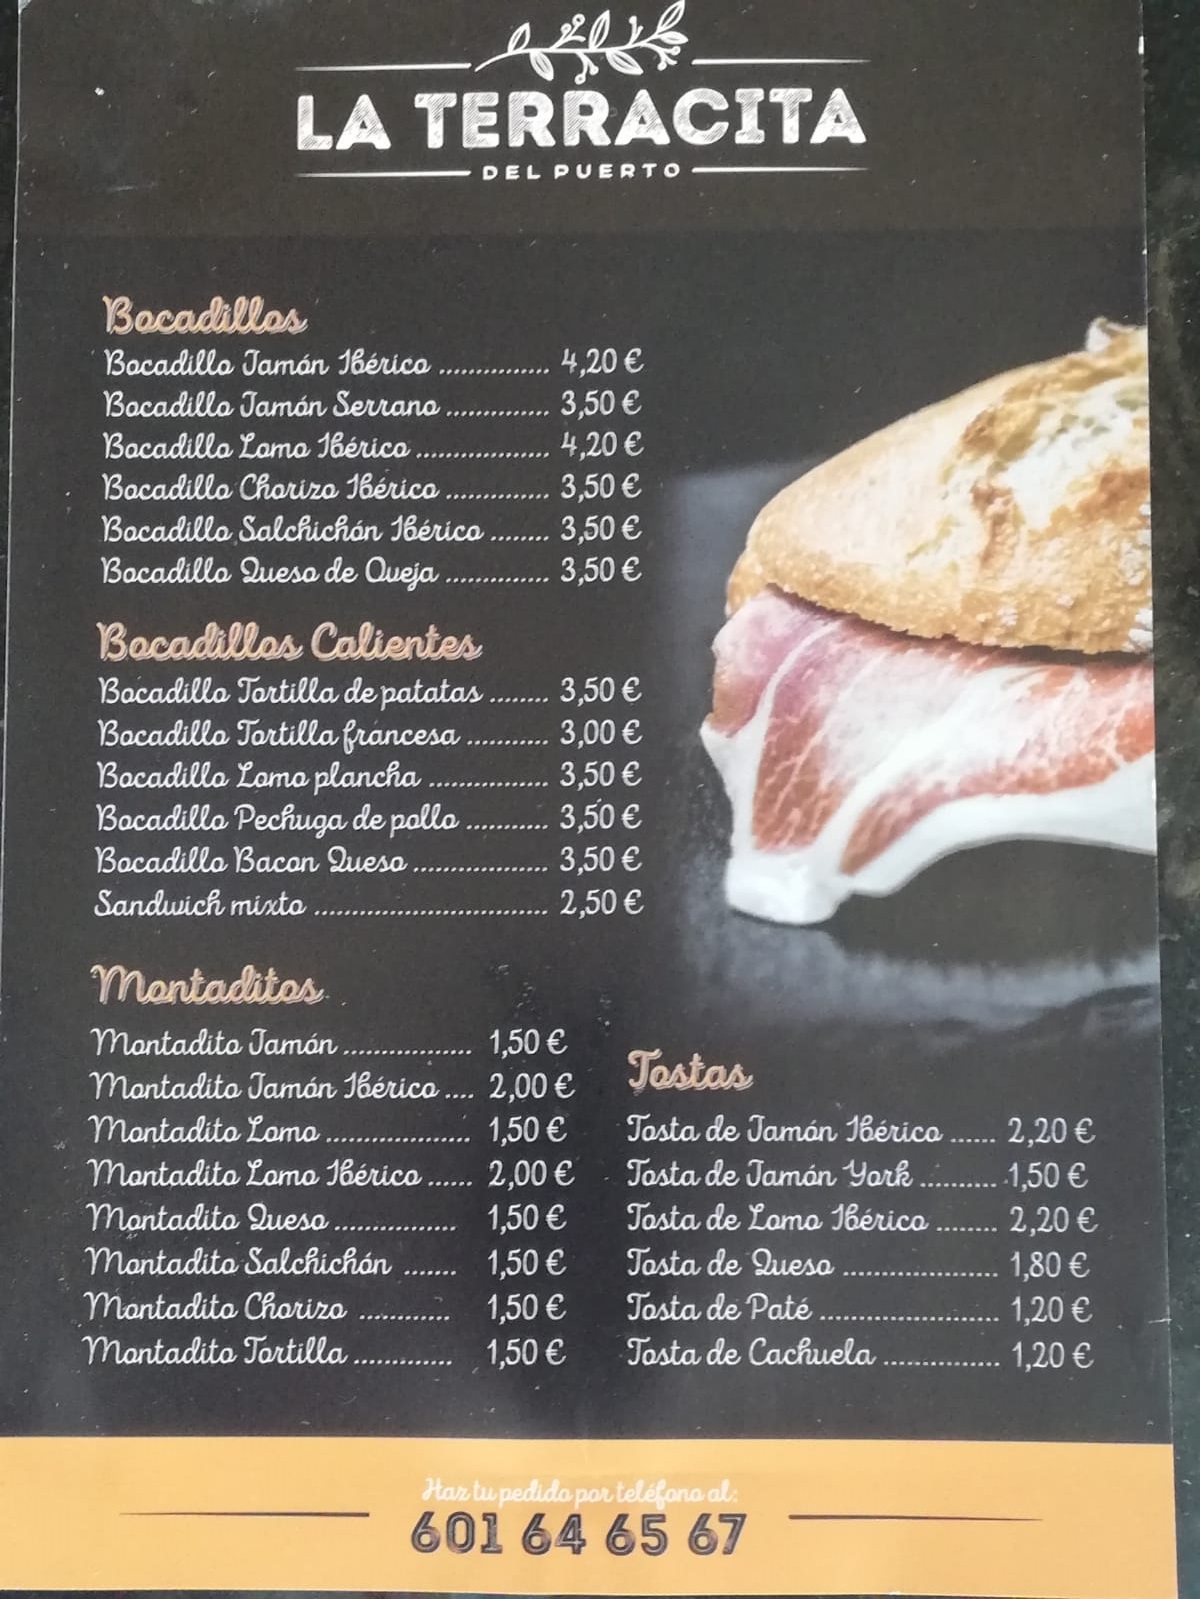 LA TERRACITA
DEL PUERTO
Bocadillos
Bocadillo Jamón Ibérico ............... 4,20 €
Bocadillo Jamón Serrano .............. 3,50 €
Bocadillo Lomo Ibérico .................. 4,20 €
Bocadillo Chorizo Ibérico .............. 3,50 €
Bocadillo Salchichón Ibérico ........ 3,50 €
Bocadillo Queso de Oveja .............. 3,50 €
Bocadillos Calientes
Bocadillo Tortilla de patatas ........ 3,50 €
Bocadillo Tortilla francesa ........... 3,00 €
Bocadillo Lomo plancha ................ 3,50 €
Bocadillo Pechuga de pollo ........... 3,50 €
Bocadillo Bacon Queso .................. 3,50 €
Sandwich mixto ................................ 2,50 €
Montaditos
Montadito Jamón ................. 1,50 €
Montadito Jamón Ibérico .... 2,00 €
Montadito Lomo ................... 1,50 €
Montadito Lomo Ibérico ...... 2,00 €
Montadito Queso ................ 1,50 €
Montadito Salchichón ....... 1,50 €
Montadito Chorizo ............ 1,50 €
Montadito Tortilla ............. 1,50 €
Tostas
Tosta de Jamón Ibérico ...... 2,20 €
Tosta de Jamón York .......... 1,50 €
Tosta de Lomo Ibérico ........ 2,20 €
Tosta de Queso ..................... 1,80 €
Tosta de Paté ........................ 1,20 €
Tosta de Cachuela ................ 1,20 €
Haz tu pedido por teléfono al:
601 64 65 67